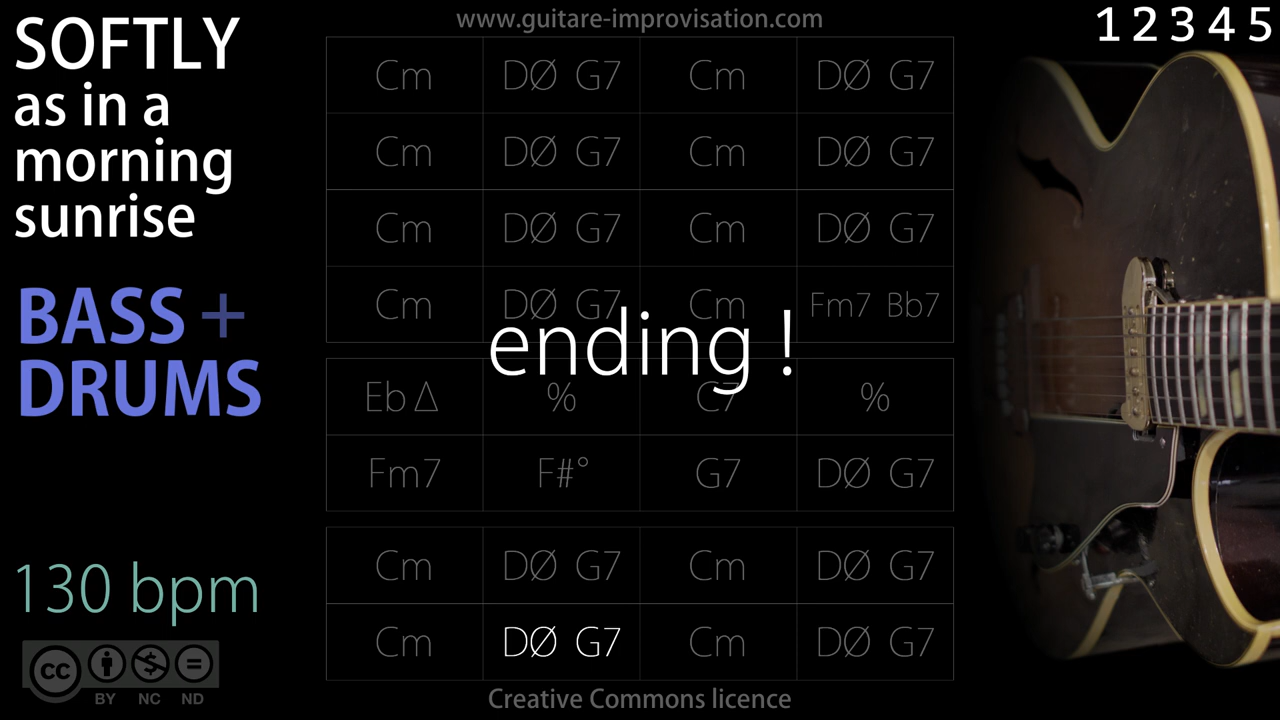 www.guitare-improvisation.com
1 2 3 4 5
SOFTLY
as in a
morning
sunrise
BASS +
DRUMS
130 bpm
cc
BY NC ND
Cm DØ G7 Cm DØ G7
Cm DØ G7 Cm DØ G7
Cm DØ G7 Cm DØ G7
Cm DØ G7 Cm Fm7 Bb7
ending !
Eb Δ % C7 %
Fm7 F#° G7 DØ G7
Cm DØ G7 Cm DØ G7
Cm DØ G7 Cm DØ G7
Creative Commons licence